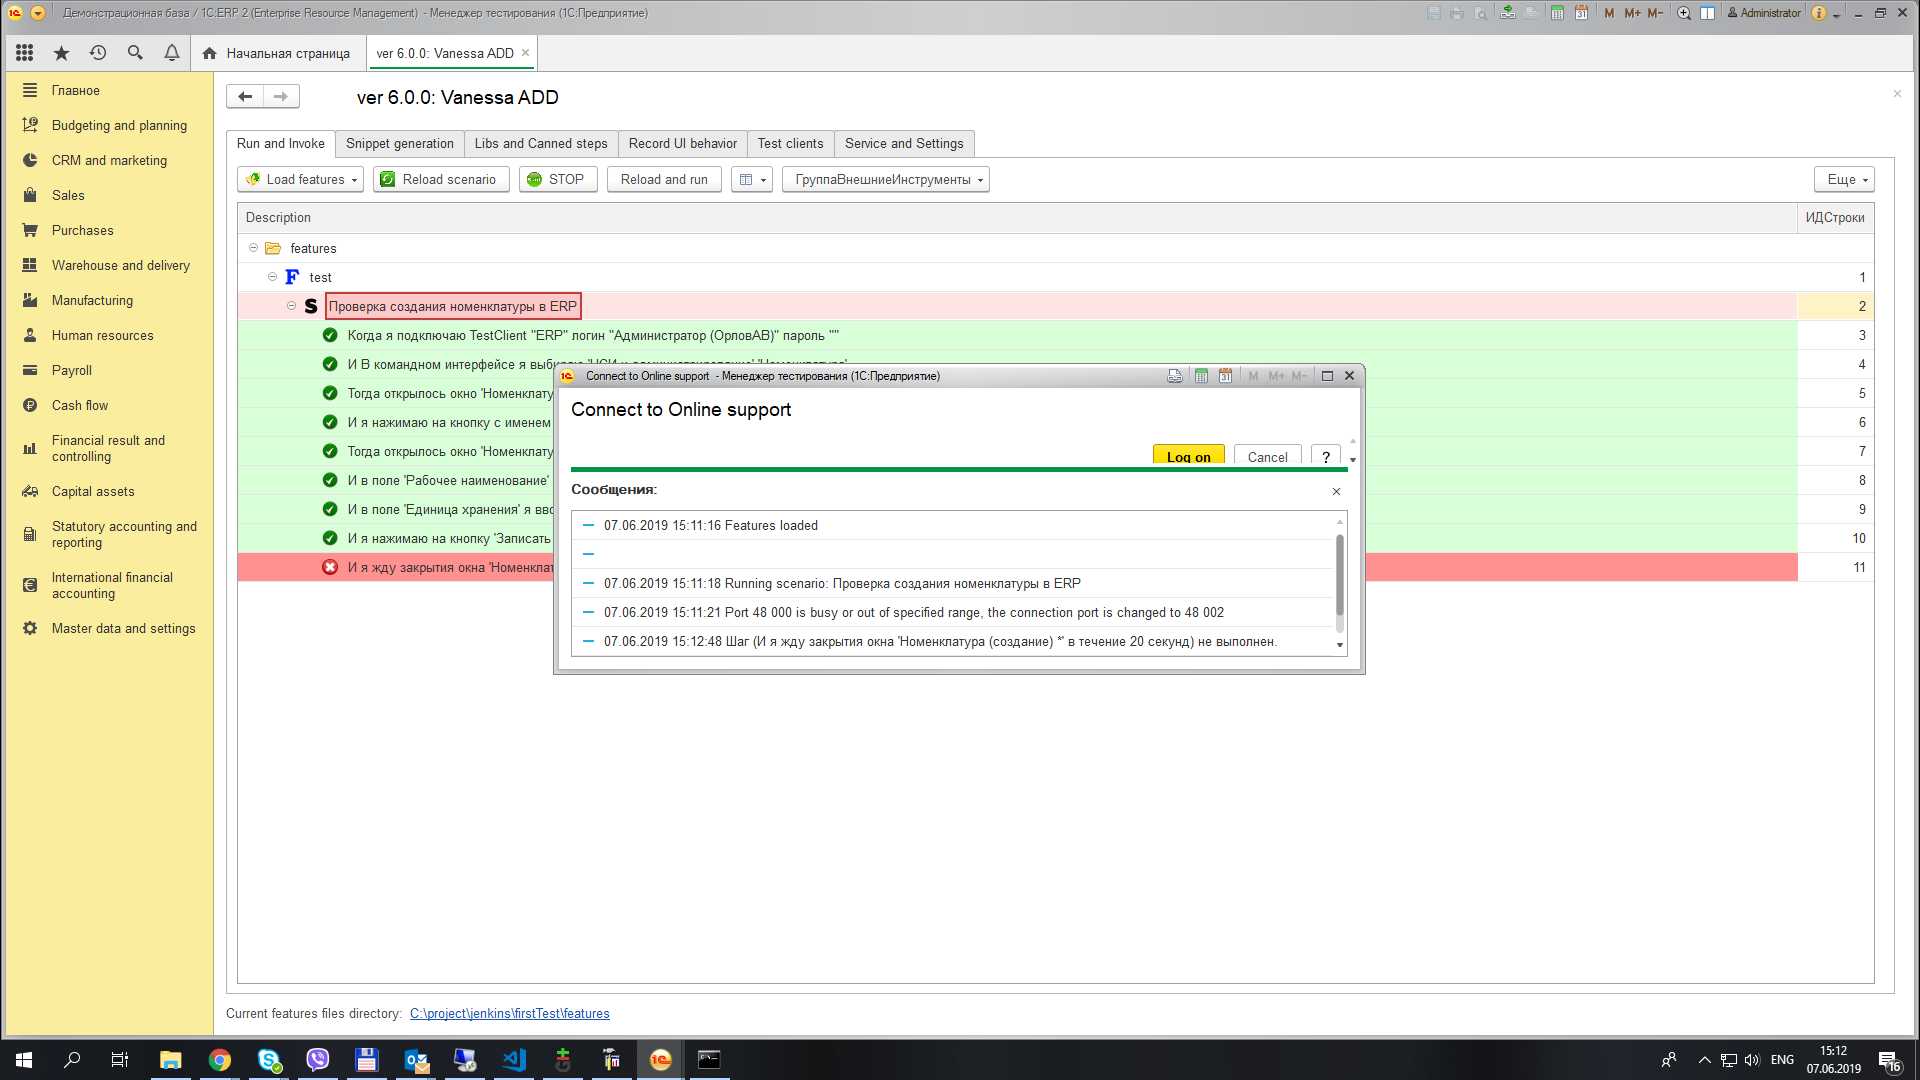 Демонстрационная база / 1C:ERP 2 (Enterprise Resource Management) - Менеджер тестирования (1С:Предприятие)
M M+ M- Administrator
Начальная страница
ver 6.0.0: Vanessa ADD
Главное
Budgeting and planning
CRM and marketing
Sales
Purchases
Warehouse and delivery
Manufacturing
Human resources
Payroll
Cash flow
Financial result and
controlling
Capital assets
Statutory accounting and
reporting
International financial
accounting
Master data and settings
ver 6.0.0: Vanessa ADD
Run and Invoke Snippet generation Libs and Canned steps Record UI behavior Test clients Service and Settings
Load features Reload scenario STOP Reload and run ГруппаВнешниеИнструменты Еще
Description ИДСтроки
features
F test 1
S Проверка создания номенклатуры в ERP 2
Когда я подключаю TestClient "ERP" логин "Администратор (ОрловАВ)" пароль "" 3
И В командном интерфейсе я выбираю 'НСИ и администрирование' 'Номенклатура' 4
Тогда открылось окно 'Номенклату 5
И я нажимаю на кнопку с именем 6
Тогда открылось окно 'Номенклату 7
И в поле 'Рабочее наименование' 8
И в поле 'Единица хранения' я вво 9
И я нажимаю на кнопку 'Записать 10
И я жду закрытия окна 'Номенклат 11
Connect to Online support - Менеджер тестирования (1С:Предприятие)
31 M M+ M-
Connect to Online support
Log on Cancel ?
Сообщения:
07.06.2019 15:11:16 Features loaded
07.06.2019 15:11:18 Running scenario: Проверка создания номенклатуры в ERP
07.06.2019 15:11:21 Port 48 000 is busy or out of specified range, the connection port is changed to 48 002
07.06.2019 15:12:48 Шаг (И я жду закрытия окна 'Номенклатура (создание) *' в течение 20 секунд) не выполнен.
Current features files directory: C:\project\jenkins\firstTest\features
ENG
15:12
07.06.2019
16